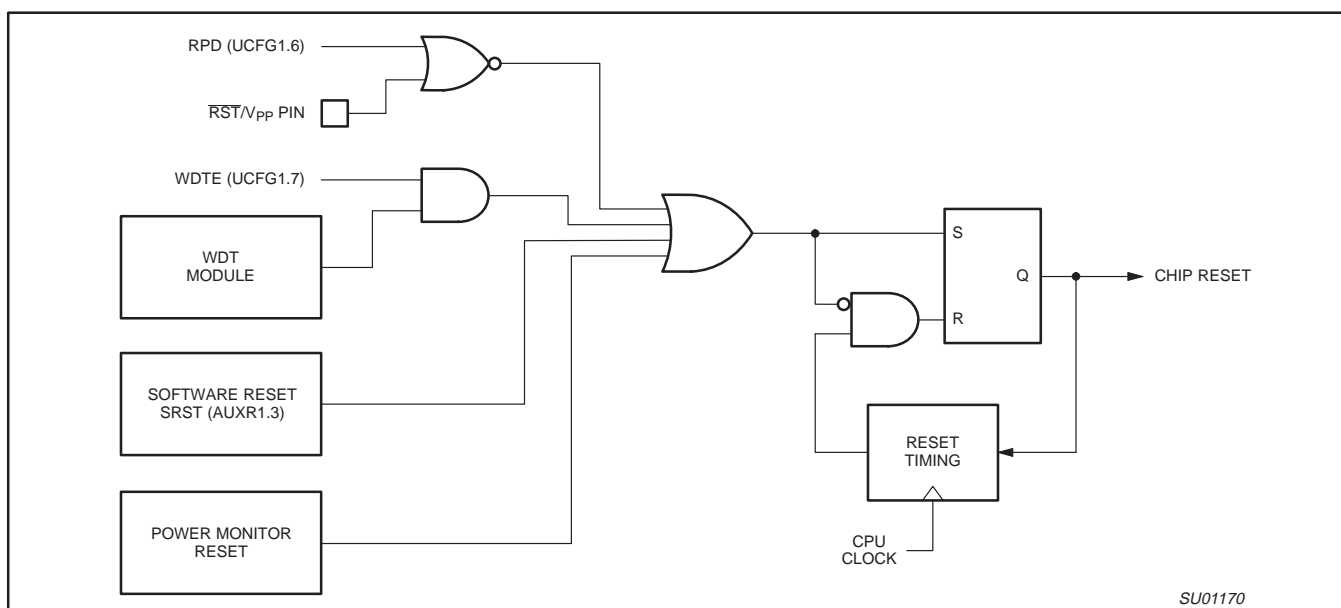 RPD (UCFG1.6)
RST/VPP PIN
WDTE (UCFG1.7)
WDT
MODULE
SOFTWARE RESET
SRST (AUXR1.3)
POWER MONITOR
RESET
S
Q
R
CHIP RESET
RESET
TIMING
CPU
CLOCK
SU01170